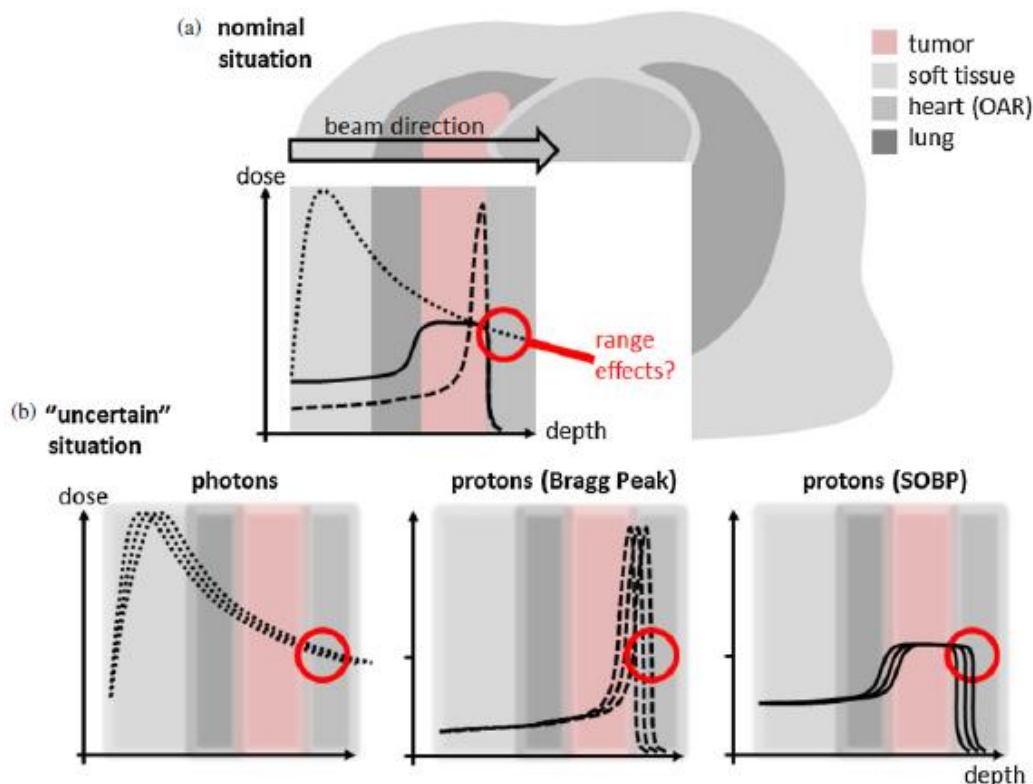 (a) nominal
situation
tumor
soft tissue
heart (OAR)
lung
beam direction
dose
range
effects?
depth
(b) "uncertain"
situation
photons
protons (Bragg Peak)
protons (SOBP)
dose
depth